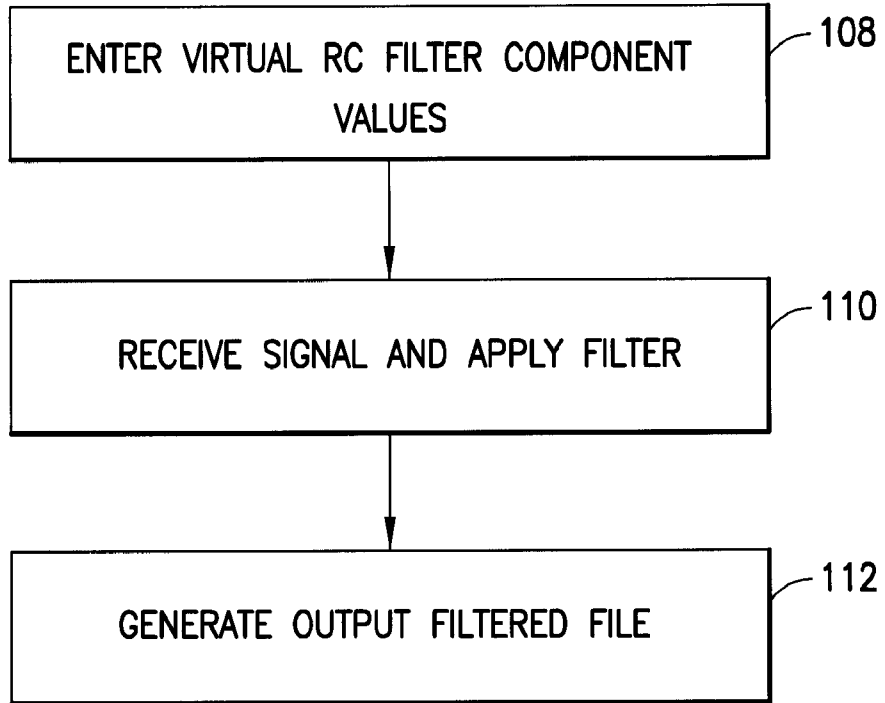 108
ENTER VIRTUAL RC FILTER COMPONENT
VALUES
110
RECEIVE SIGNAL AND APPLY FILTER
112
GENERATE OUTPUT FILTERED FILE